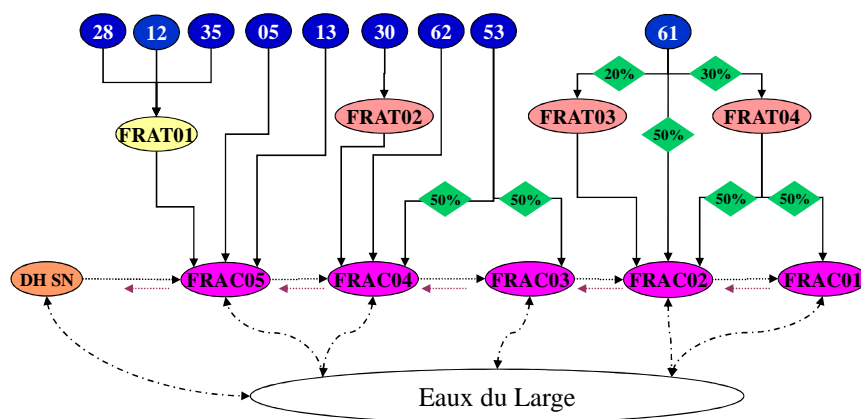 28 12 35 05 13 30 62 53 61
20% 30%
FRAT01 FRAT02 FRAT03 FRAT04
50%
50% 50% 50% 50%
DH SN FRAC05 FRAC04 FRAC03 FRAC02 FRAC01
Eaux du Large